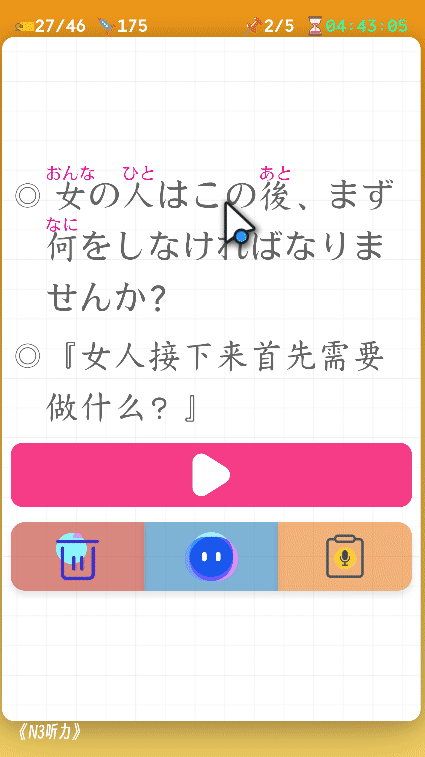 27/46 175 2/5 04:43:05
おんな ひと あと
◎ 女の人はこの後、まず
なに
何をしなければなりま
せんか?
◎ 『女人接下来首先需要
做什么?』
《N3听力》